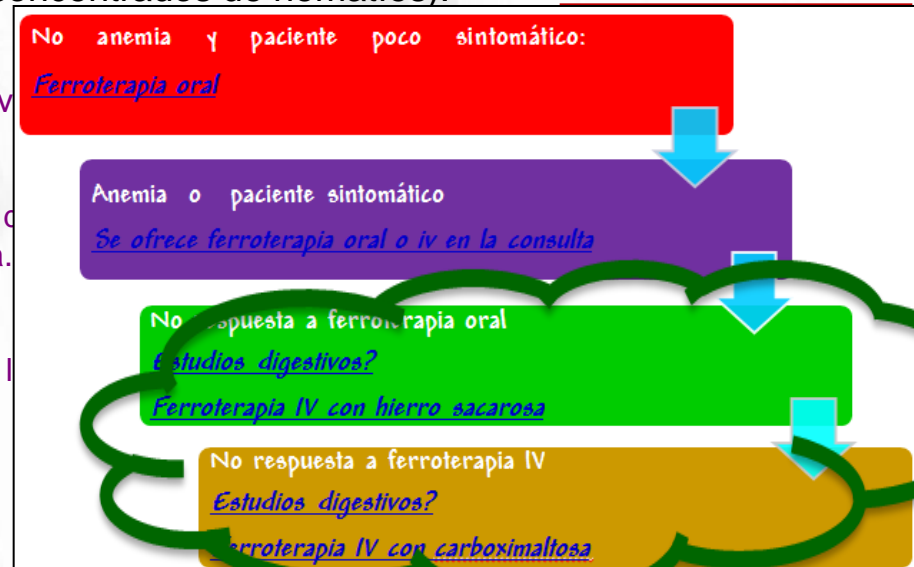 No anemia y paciente poco sintomático:
Ferroterapia oral
Anemia o paciente sintomático
Se ofrece ferroterapia oral o iv en la consulta
No respuesta a ferroterapia oral
Estudios digestivos?
Ferroterapia IV con hierro sacarosa
No respuesta a ferroterapia IV
Estudios digestivos?
Ferroterapia IV con carboximaltosa